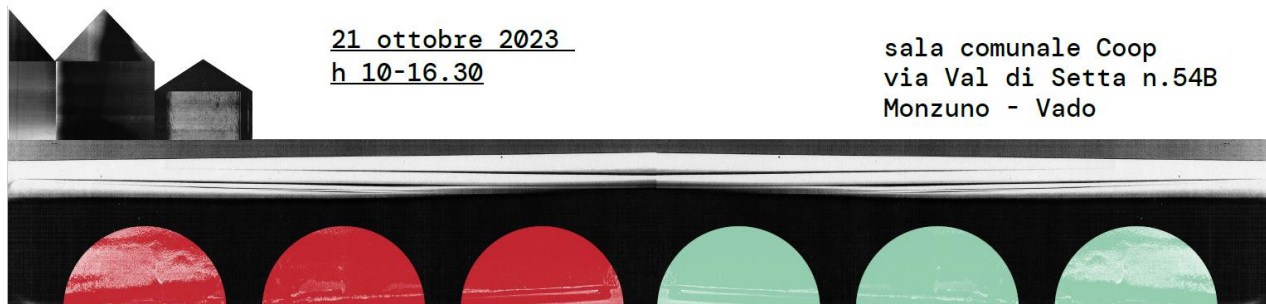 21 ottobre 2023
h 10-16.30
sala comunale Coop
via Val di Setta n.54B
Monzuno - Vado